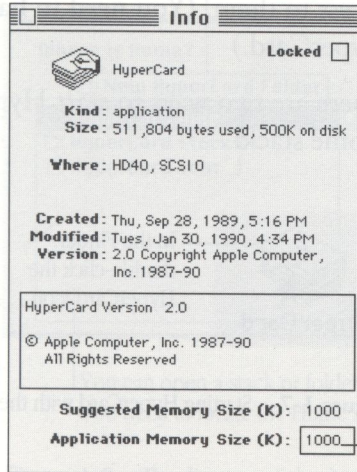 Info
Locked
HyperCard
Kind: application
Size: 511,804 bytes used, 500K on disk
Where: HD40, SCSI 0
Created: Thu, Sep 28, 1989, 5:16 PM
Modified: Tues, Jan 30, 1990, 4:34 PM
Version: 2.0 Copyright Apple Computer,
Inc. 1987-90
HyperCard Version 2.0
© Apple Computer, Inc. 1987-90
All Rights Reserved
Suggested Memory Size (K): 1000
Application Memory Size (K): 1000